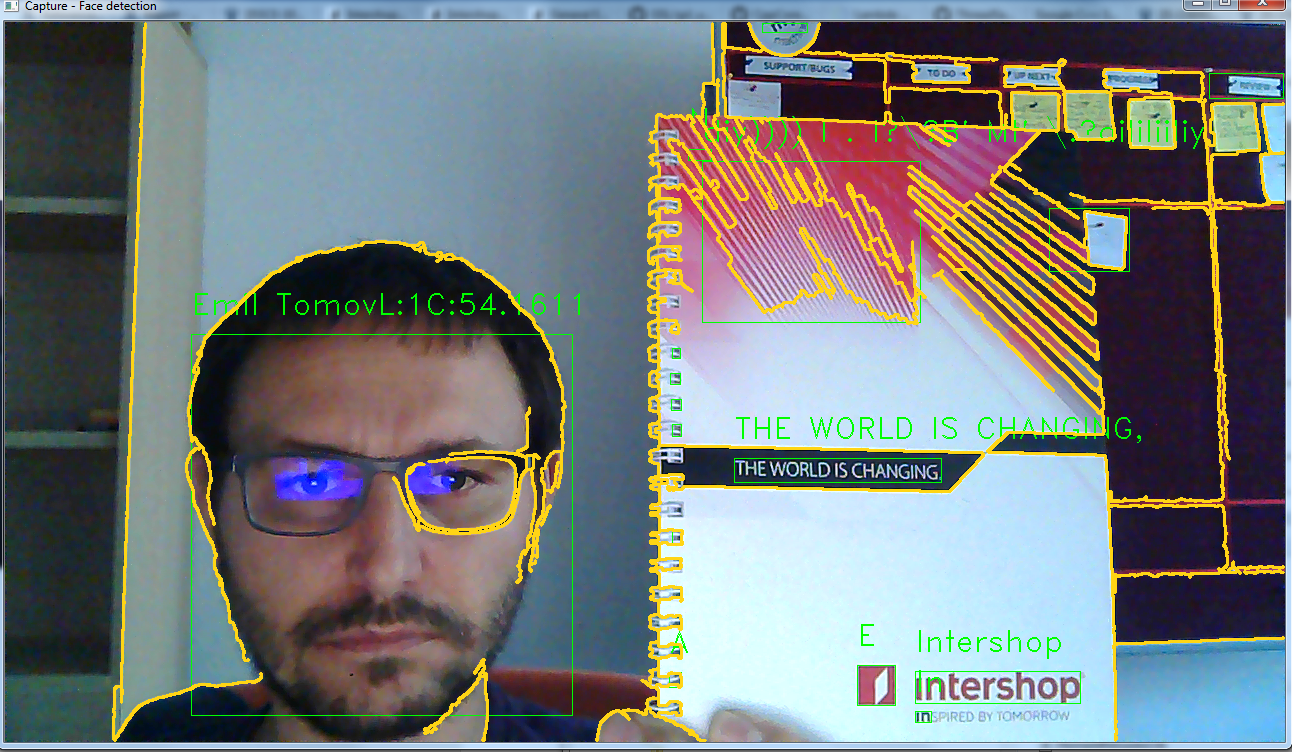 Capture - Face detection
SUPPORT/BUGS
TO DO
UP NEXT
PROGRESS
REVIEW
Emil TomovL:1C:54.1611
THE WORLD IS CHANGING,
THE WORLD IS CHANGING
A
E
Intershop
intershop
INSPIRED BY TOMORROW